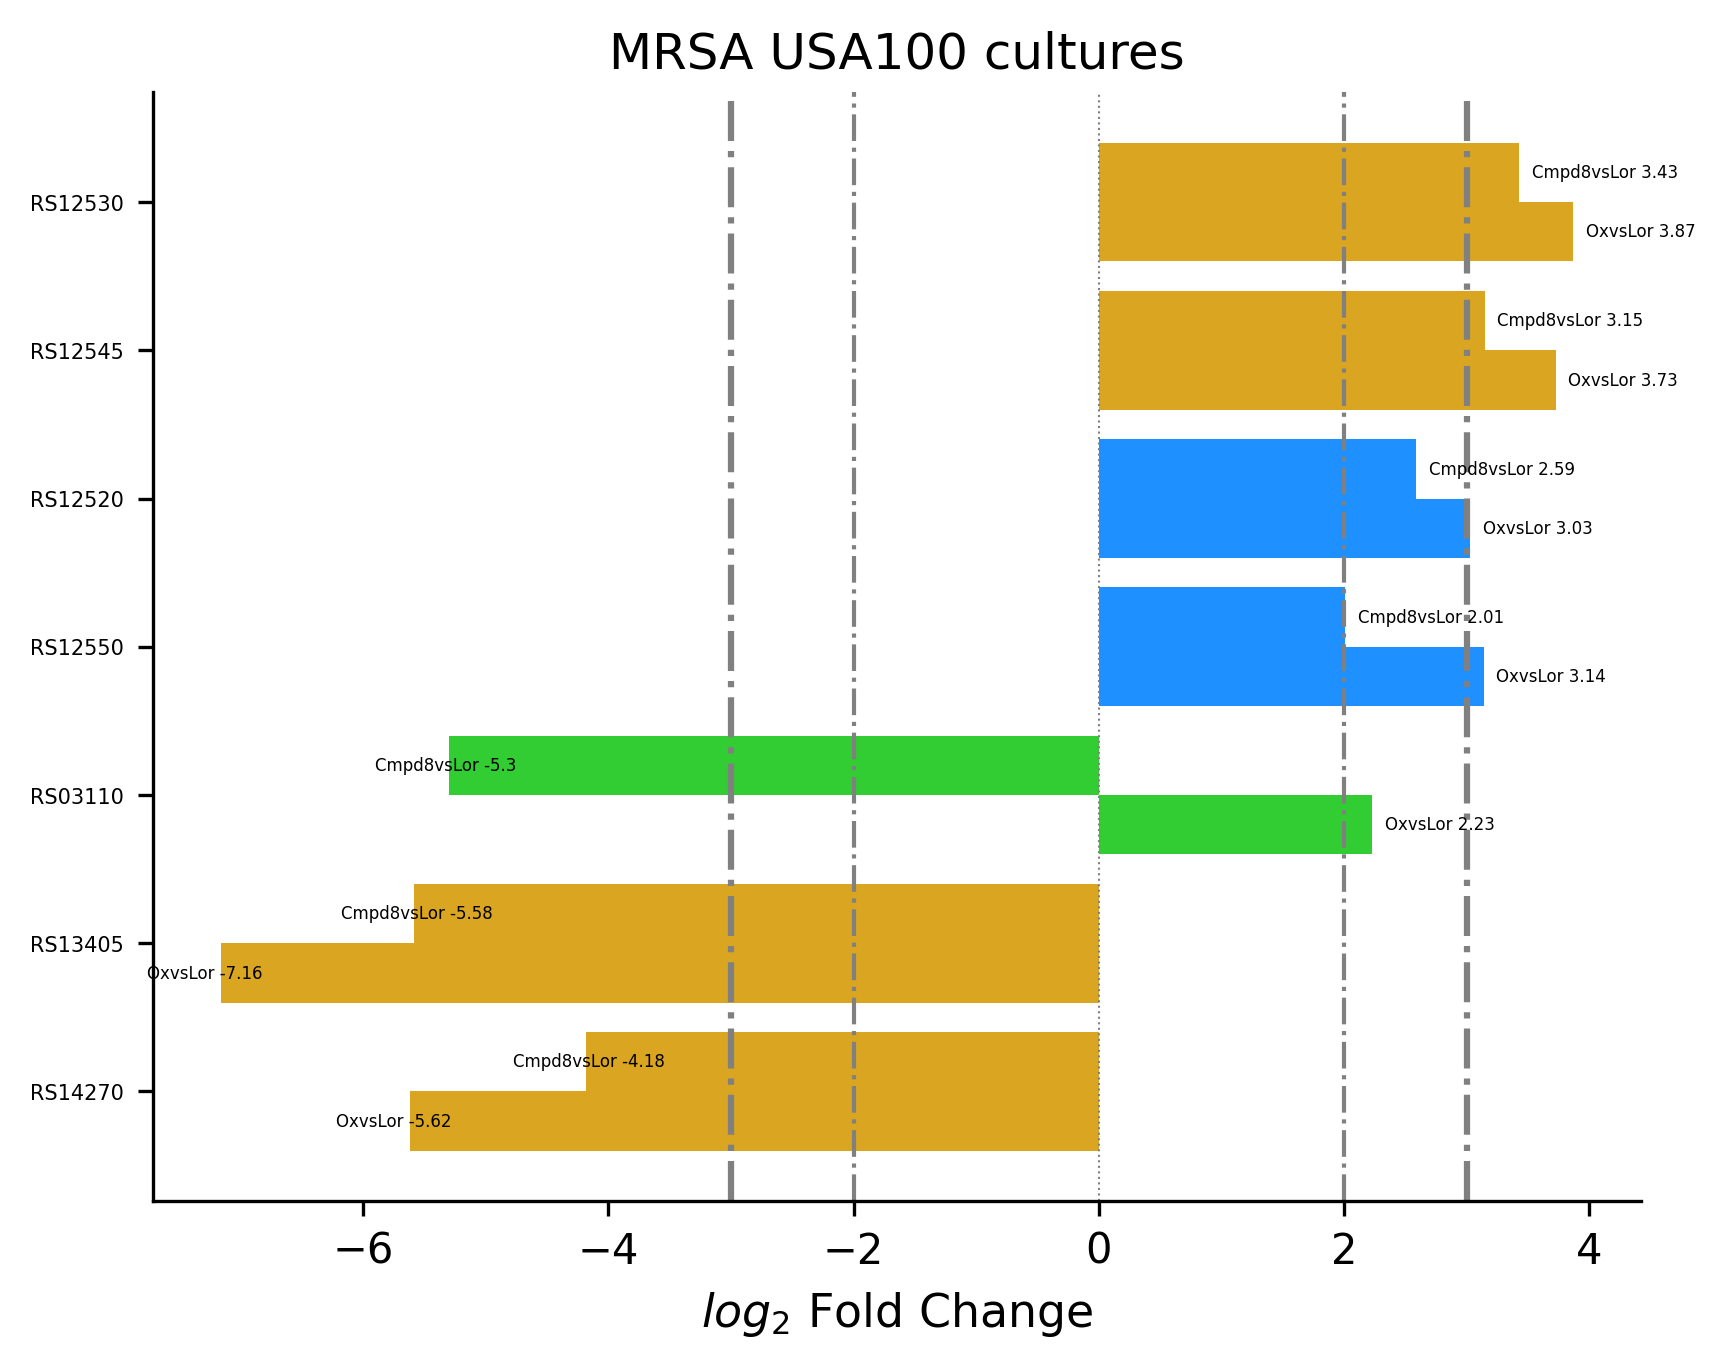 MRSA USA100 cultures
RS12530
Cmpd8vsLor 3.43
OxvsLor 3.87
RS12545
Cmpd8vsLor 3.15
OxvsLor 3.73
RS12520
Cmpd8vsLor 2.59
OxvsLor 3.03
RS12550
Cmpd8vsLor 2.01
OxvsLor 3.14
RS03110
Cmpd8vsLor -5.3
OxvsLor 2.23
RS13405
Cmpd8vsLor -5.58
OxvsLor -7.16
RS14270
Cmpd8vsLor -4.18
OxvsLor -5.62
−6 −4 −2 0 2 4
log₂ Fold Change